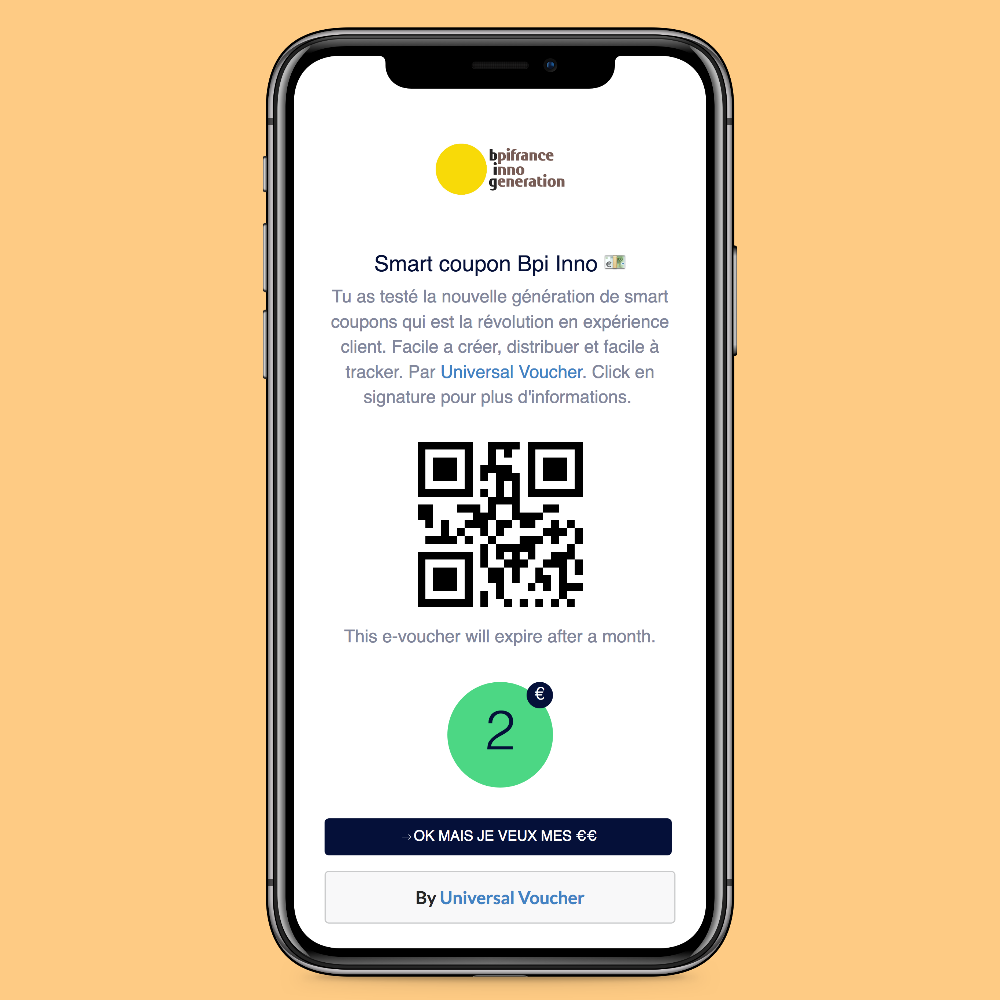 bpifrance
inno
generation
Smart coupon Bpi Inno 💶
Tu as testé la nouvelle génération de smart
coupons qui est la révolution en expérience
client. Facile a créer, distribuer et facile à
tracker. Par Universal Voucher. Click en
signature pour plus d'informations.
This e-voucher will expire after a month.
€
2
→OK MAIS JE VEUX MES €€
By Universal Voucher